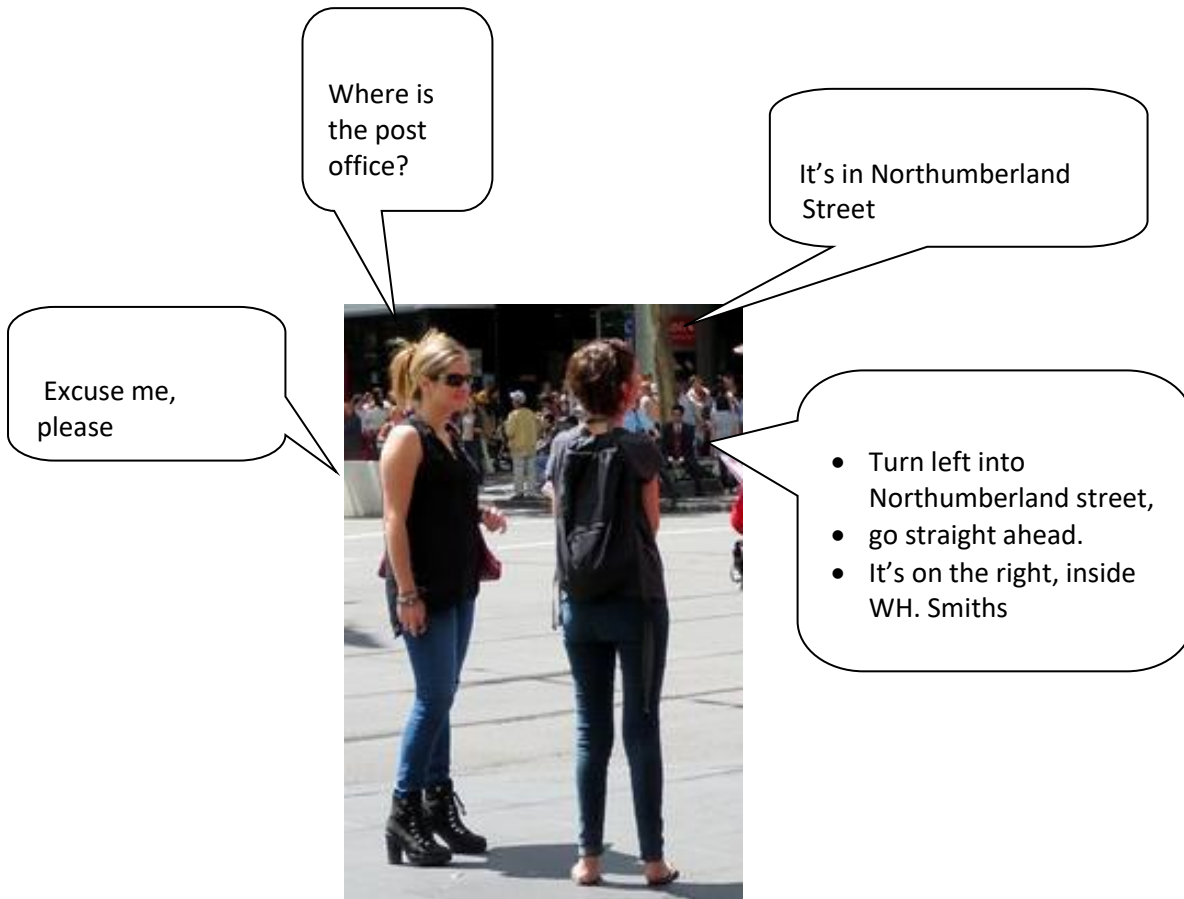 Excuse me,
please
Where is
the post
office?
It’s in Northumberland
Street
• Turn left into
Northumberland street,
• go straight ahead.
• It’s on the right, inside
WH. Smiths